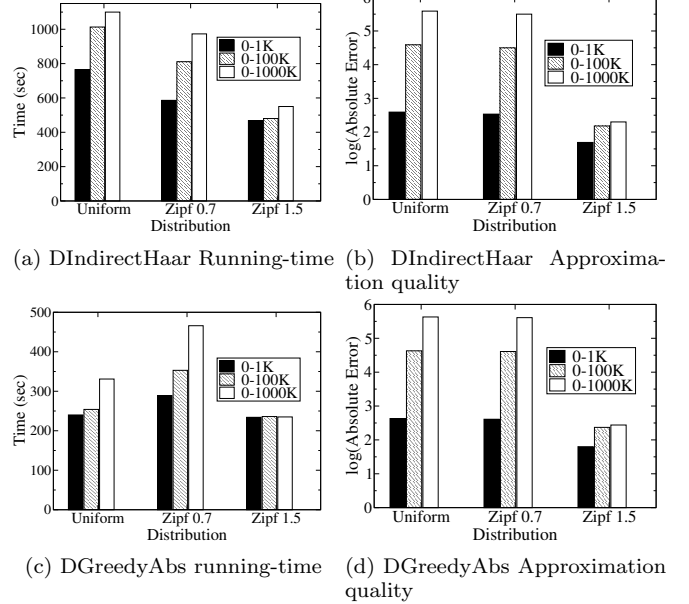 1000
800
600
400
200
0
Time (sec)
0-1K
0-100K
0-1000K
Uniform Zipf 0.7 Zipf 1.5
Distribution
(a) DIndirectHaar Running-time
6
5
4
3
2
1
0
log(Absolute Error)
0-1K
0-100K
0-1000K
Uniform Zipf 0.7 Zipf 1.5
Distribution
(b) DIndirectHaar Approxima-
tion quality
500
400
300
200
100
0
Time (sec)
0-1K
0-100K
0-1000K
Uniform Zipf 0.7 Zipf 1.5
Distribution
(c) DGreedyAbs running-time
6
5
4
3
2
1
0
log(Absolute Error)
0-1K
0-100K
0-1000K
Uniform Zipf 0.7 Zipf 1.5
Distribution
(d) DGreedyAbs Approximation
quality